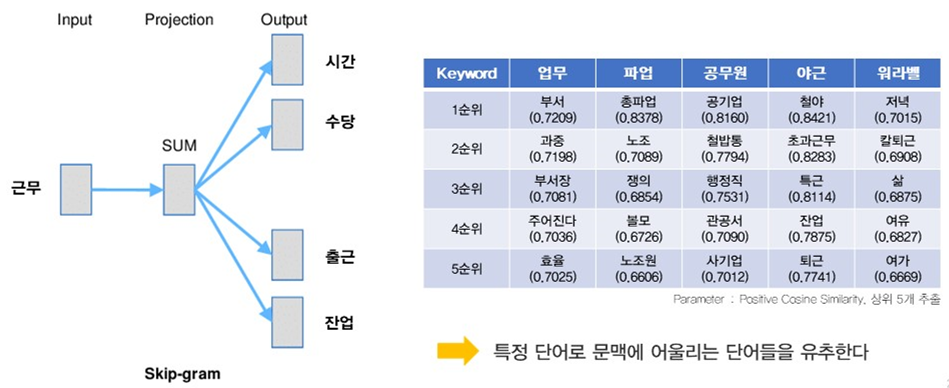 Input Projection Output
시간
수당
SUM
근무
출근
잔업
Skip-gram
Keyword 업무 파업 공무원 야근 워라벨
1순위 부서 (0.7209) 총파업 (0.8378) 공기업 (0.8160) 철야 (0.8421) 저녁 (0.7015)
2순위 과중 (0.7198) 노조 (0.7089) 철밥통 (0.7794) 초과근무 (0.8283) 칼퇴근 (0.6908)
3순위 부서장 (0.7081) 쟁의 (0.6854) 행정직 (0.7531) 특근 (0.8114) 삶 (0.6875)
4순위 주어진다 (0.7036) 볼모 (0.6726) 관공서 (0.7090) 잔업 (0.7875) 여유 (0.6827)
5순위 효율 (0.7025) 노조원 (0.6606) 사기업 (0.7012) 퇴근 (0.7741) 여가 (0.6669)
Parameter : Positive Cosine Similarity, 상위 5개 추출
특정 단어로 문맥에 어울리는 단어들을 유추한다